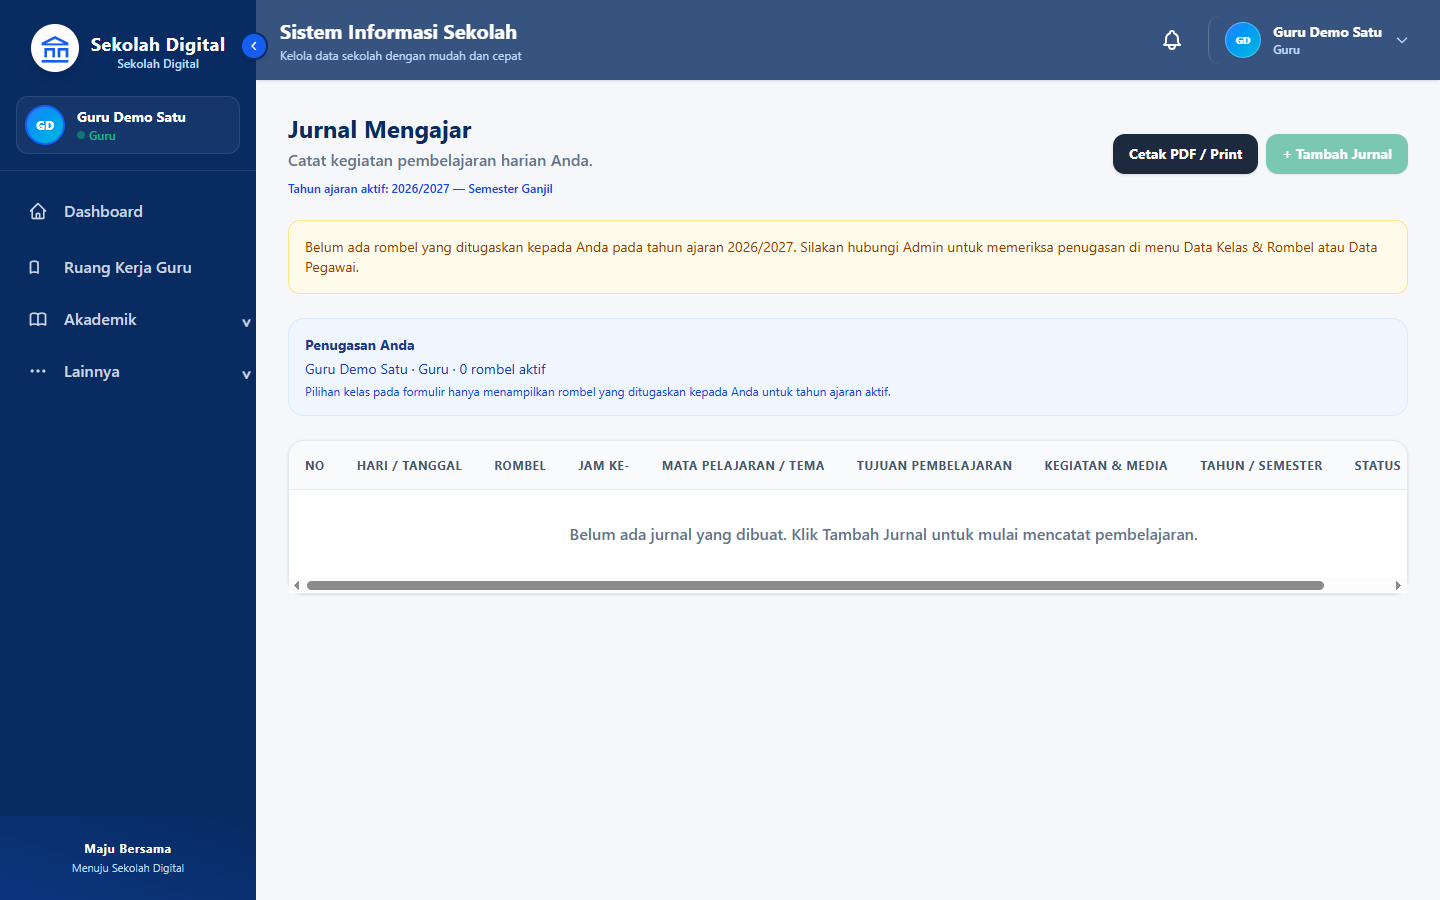 Sekolah Digital
Sekolah Digital
GD
Guru Demo Satu
Guru
Dashboard
Ruang Kerja Guru
Akademik
v
Lainnya
v
Maju Bersama
Menuju Sekolah Digital
Sistem Informasi Sekolah
Kelola data sekolah dengan mudah dan cepat
GD
Guru Demo Satu
Guru
Jurnal Mengajar
Catat kegiatan pembelajaran harian Anda.
Tahun ajaran aktif: 2026/2027 — Semester Ganjil
Cetak PDF / Print
+ Tambah Jurnal
Belum ada rombel yang ditugaskan kepada Anda pada tahun ajaran 2026/2027. Silakan hubungi Admin untuk memeriksa penugasan di menu Data Kelas & Rombel atau Data
Pegawai.
Penugasan Anda
Guru Demo Satu · Guru · 0 rombel aktif
Pilihan kelas pada formulir hanya menampilkan rombel yang ditugaskan kepada Anda untuk tahun ajaran aktif.
NO HARI / TANGGAL ROMBEL JAM KE- MATA PELAJARAN / TEMA TUJUAN PEMBELAJARAN KEGIATAN & MEDIA TAHUN / SEMESTER STATUS
Belum ada jurnal yang dibuat. Klik Tambah Jurnal untuk mulai mencatat pembelajaran.